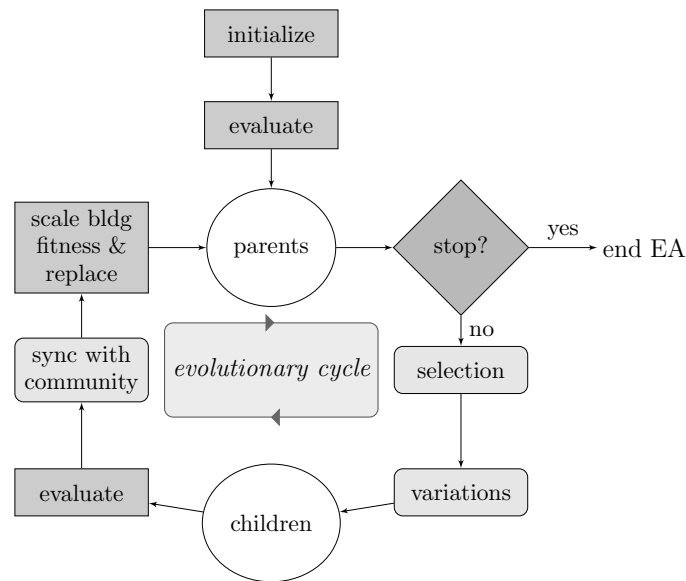 initialize
evaluate
scale bldg
fitness &
replace
parents
stop?
yes
end EA
no
sync with
community
evolutionary cycle
selection
evaluate
children
variations